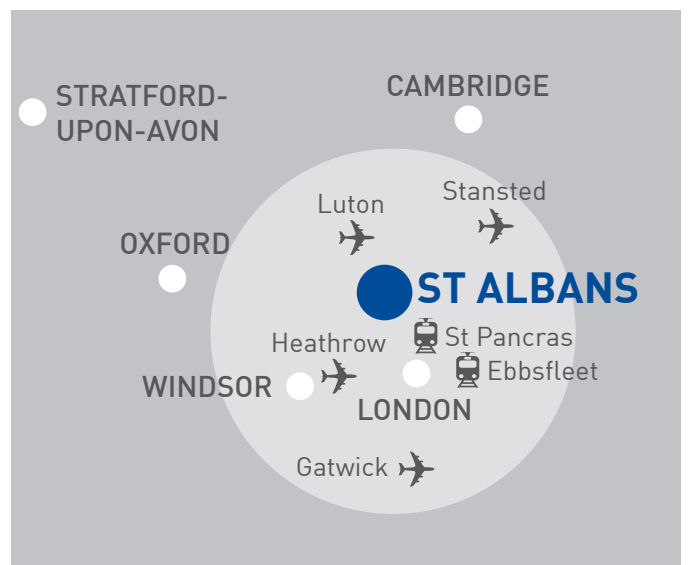 CAMBRIDGE
STRATFORD-
UPON-AVON
Stansted
Luton
OXFORD
ST ALBANS
St Pancras
Heathrow
Ebbsfleet
WINDSOR
LONDON
Gatwick